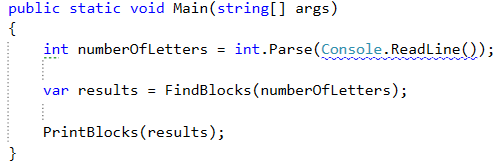 public static void Main(string[] args)
{
    int numberOfLetters = int.Parse(Console.ReadLine());
    var results = FindBlocks(numberOfLetters);
    PrintBlocks(results);
}